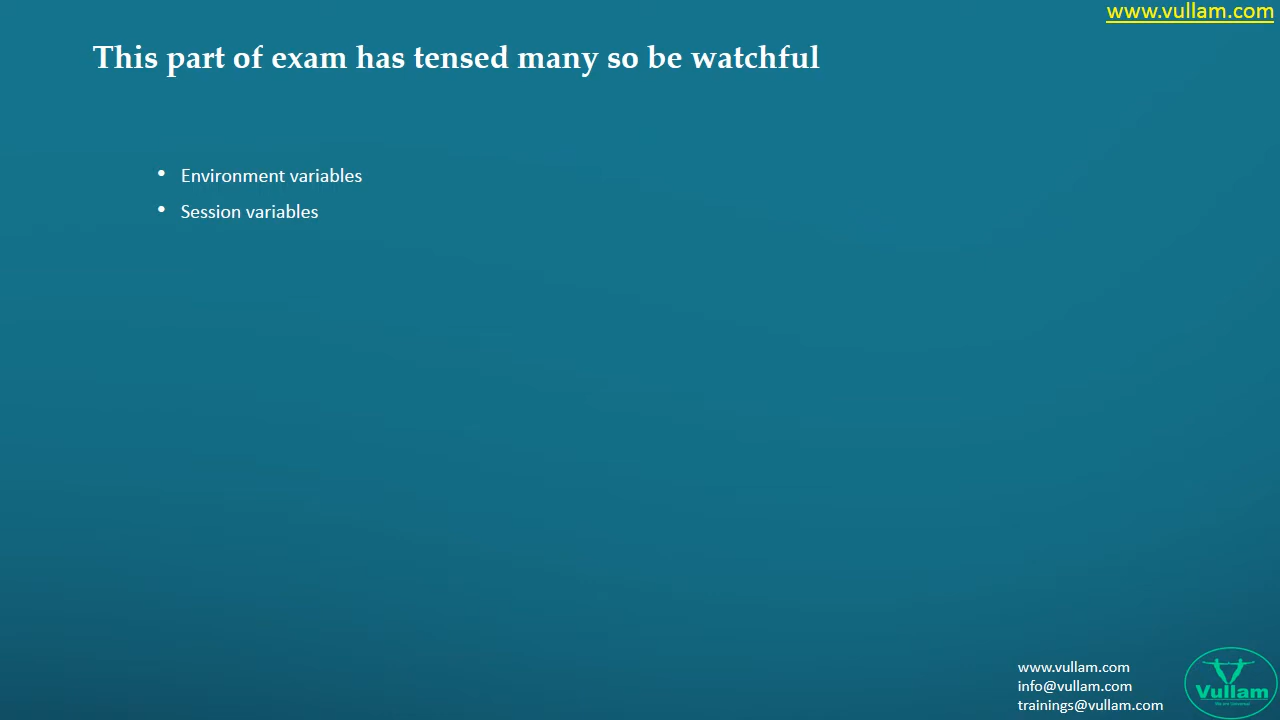 www.vullam.com
This part of exam has tensed many so be watchful
• Environment variables
• Session variables
www.vullam.com
info@vullam.com
trainings@vullam.com
Vullam